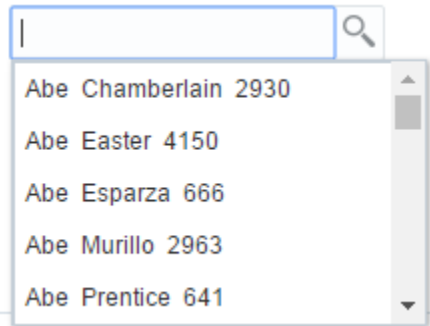 Abe Chamberlain 2930
Abe Easter 4150
Abe Esparza 666
Abe Murillo 2963
Abe Prentice 641